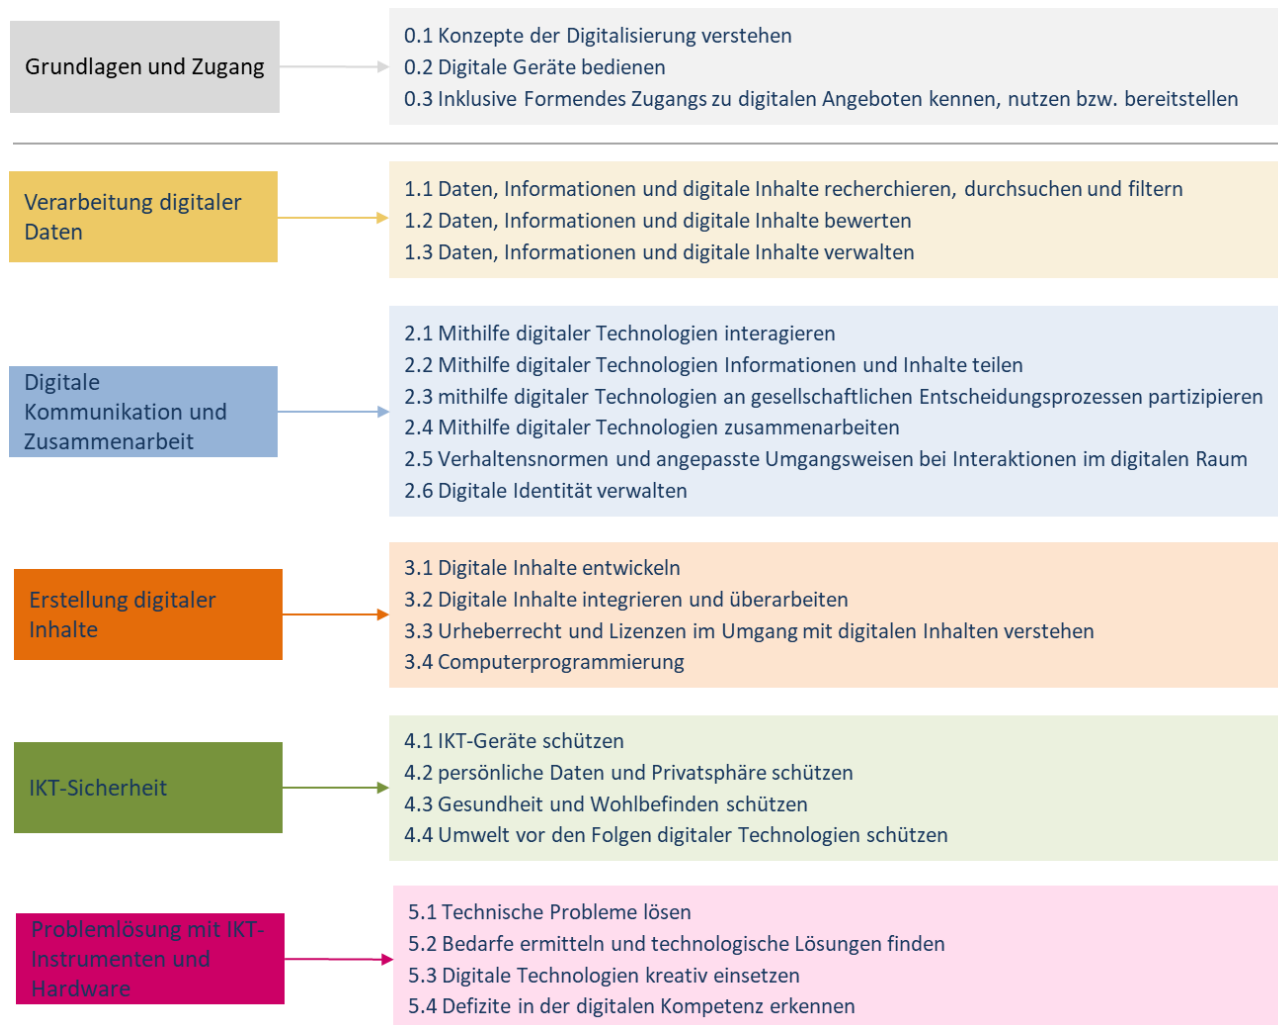 Grundlagen und Zugang
0.1 Konzepte der Digitalisierung verstehen
0.2 Digitale Geräte bedienen
0.3 Inklusive Formendes Zugangs zu digitalen Angeboten kennen, nutzen bzw. bereitstellen
Verarbeitung digitaler
Daten
1.1 Daten, Informationen und digitale Inhalte recherchieren, durchsuchen und filtern
1.2 Daten, Informationen und digitale Inhalte bewerten
1.3 Daten, Informationen und digitale Inhalte verwalten
Digitale
Kommunikation und
Zusammenarbeit
2.1 Mithilfe digitaler Technologien interagieren
2.2 Mithilfe digitaler Technologien Informationen und Inhalte teilen
2.3 mithilfe digitaler Technologien an gesellschaftlichen Entscheidungsprozessen partizipieren
2.4 Mithilfe digitaler Technologien zusammenarbeiten
2.5 Verhaltensnormen und angepasste Umgangsweisen bei Interaktionen im digitalen Raum
2.6 Digitale Identität verwalten
Erstellung digitaler
Inhalte
3.1 Digitale Inhalte entwickeln
3.2 Digitale Inhalte integrieren und überarbeiten
3.3 Urheberrecht und Lizenzen im Umgang mit digitalen Inhalten verstehen
3.4 Computerprogrammierung
IKT-Sicherheit
4.1 IKT-Geräte schützen
4.2 persönliche Daten und Privatsphäre schützen
4.3 Gesundheit und Wohlbefinden schützen
4.4 Umwelt vor den Folgen digitaler Technologien schützen
Problemlösung mit IKT-
Instrumenten und
Hardware
5.1 Technische Probleme lösen
5.2 Bedarfe ermitteln und technologische Lösungen finden
5.3 Digitale Technologien kreativ einsetzen
5.4 Defizite in der digitalen Kompetenz erkennen